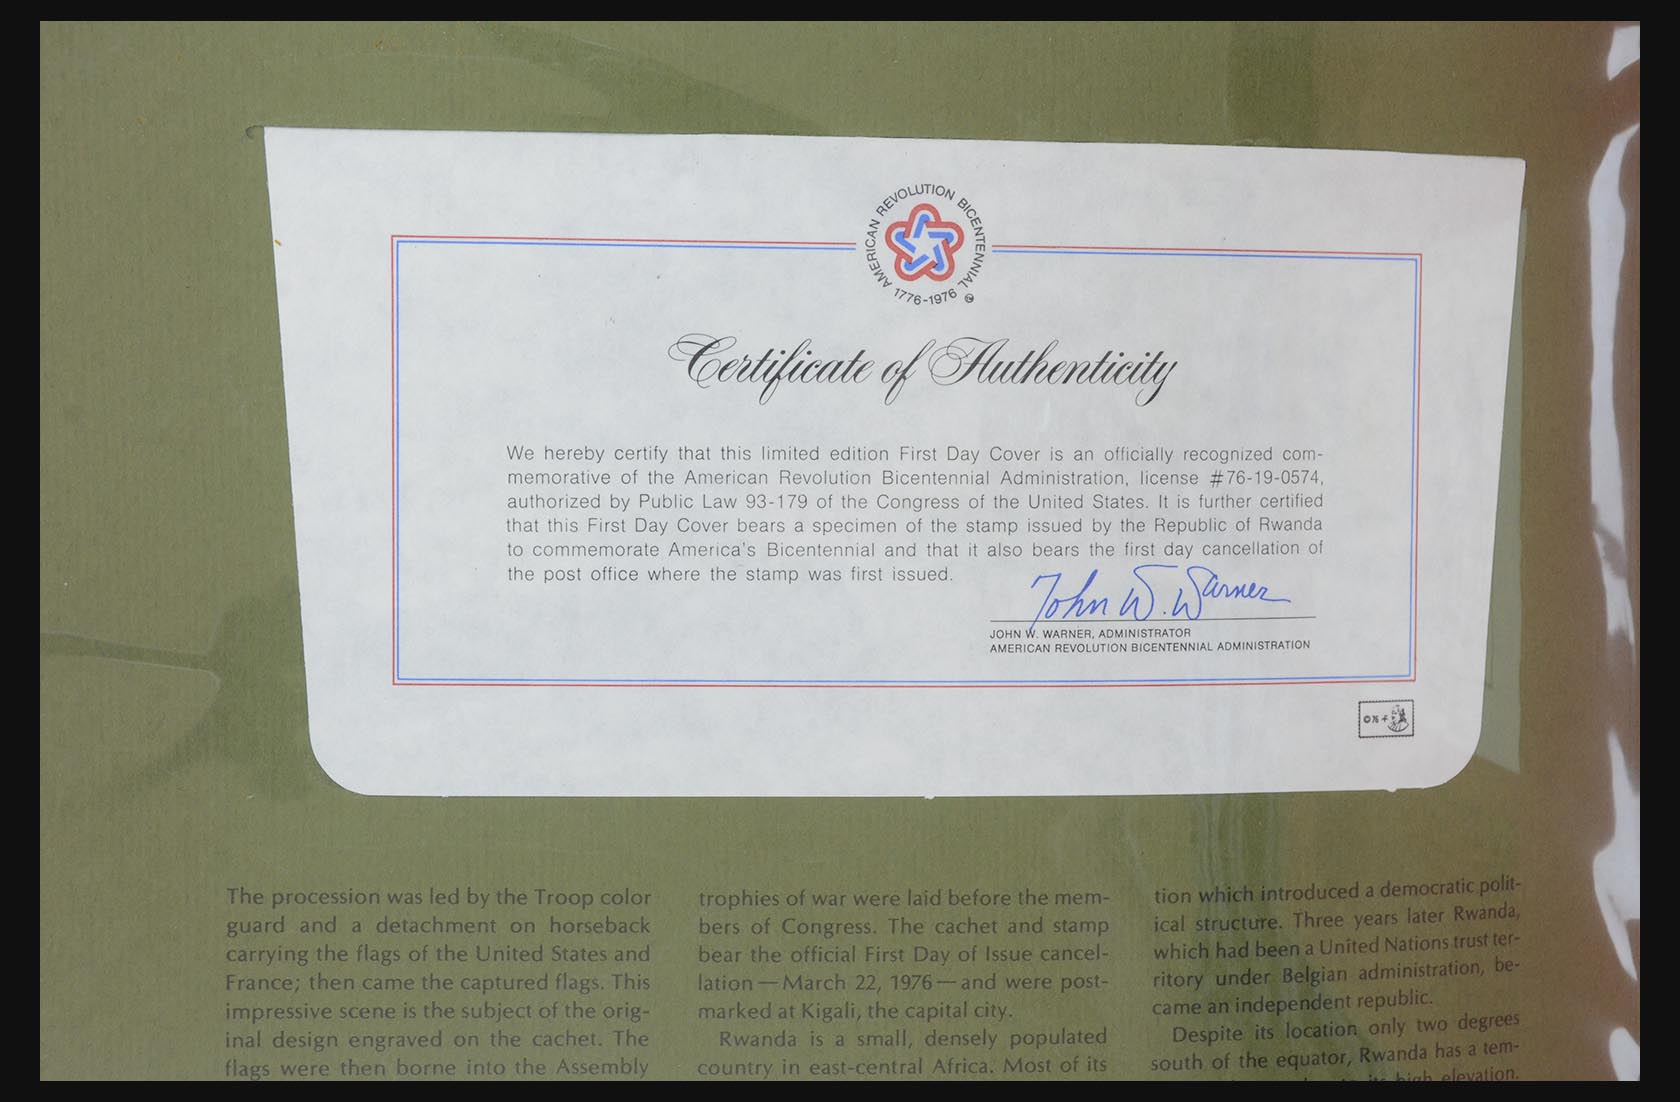 AMERICAN REVOLUTION BICENTENNIAL
1776-1976
Certificate of Authenticity
We hereby certify that this limited edition First Day Cover is an officially recognized com-
memorative of the American Revolution Bicentennial Administration, license #76-19-0574,
authorized by Public Law 93-179 of the Congress of the United States. It is further certified
that this First Day Cover bears a specimen of the stamp issued by the Republic of Rwanda
to commemorate America's Bicentennial and that it also bears the first day cancellation of
the post office where the stamp was first issued.
John W. Warner
JOHN W. WARNER, ADMINISTRATOR
AMERICAN REVOLUTION BICENTENNIAL ADMINISTRATION
The procession was led by the Troop color
guard and a detachment on horseback
carrying the flags of the United States and
France; then came the captured flags. This
impressive scene is the subject of the orig-
inal design engraved on the cachet. The
flags were then borne into the Assembly
trophies of war were laid before the mem-
bers of Congress. The cachet and stamp
bear the official First Day of Issue cancel-
lation—March 22, 1976—and were post-
marked at Kigali, the capital city.
Rwanda is a small, densely populated
country in east-central Africa. Most of its
tion which introduced a democratic polit-
ical structure. Three years later Rwanda,
which had been a United Nations trust ter-
ritory under Belgian administration, be-
came an independent republic.
Despite its location only two degrees
south of the equator, Rwanda has a tem-
its high elevation.